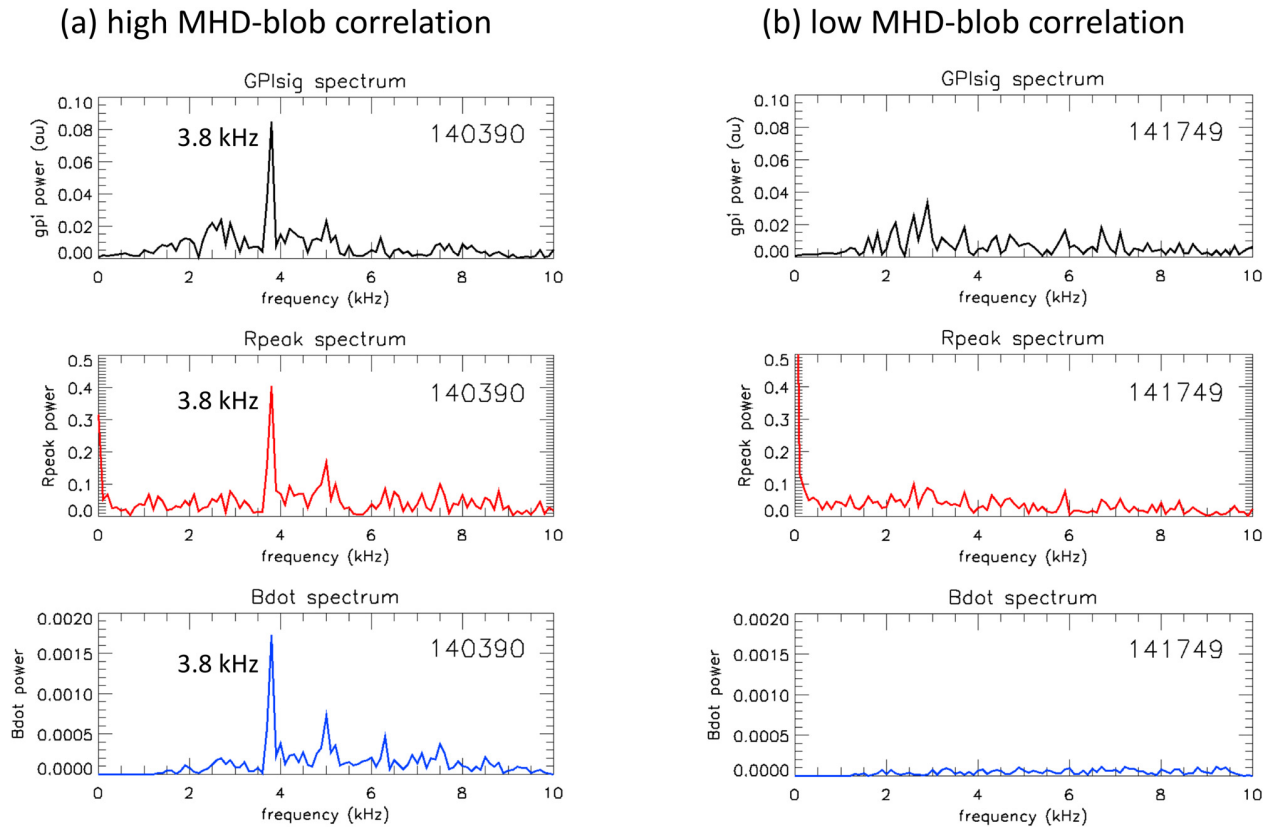 (a) high MHD-blob correlation
GPIsig spectrum
gpi power (au)
0.10
0.08
0.06
0.04
0.02
0.00
3.8 kHz
140390
0 2 4 6 8 10
frequency (kHz)
Rpeak spectrum
Rpeak power
0.5
0.4
0.3
0.2
0.1
0.0
3.8 kHz
140390
0 2 4 6 8 10
frequency (kHz)
Bdot spectrum
Bdot power
0.0020
0.0015
0.0010
0.0005
0.0000
3.8 kHz
140390
0 2 4 6 8 10
frequency (kHz)
(b) low MHD-blob correlation
GPIsig spectrum
gpi power (au)
0.10
0.08
0.06
0.04
0.02
0.00
141749
0 2 4 6 8 10
frequency (kHz)
Rpeak spectrum
Rpeak power
0.5
0.4
0.3
0.2
0.1
0.0
141749
0 2 4 6 8 10
frequency (kHz)
Bdot spectrum
Bdot power
0.0020
0.0015
0.0010
0.0005
0.0000
141749
0 2 4 6 8 10
frequency (kHz)